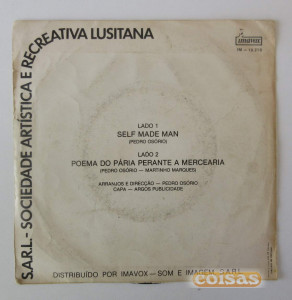 S.A.R.L. - SOCIEDADE ARTÍSTICA E RECREATIVA LUSITANA
LADO 1
SELF MADE MAN
(PEDRO OSÓRIO)
LADO 2
POEMA DO PÁRIA PERANTE A MERCEARIA
(PEDRO OSÓRIO — MARTINHO MARQUES)
ARRANJOS E DIRECÇÃO — PEDRO OSÓRIO
CAPA — ARGÓS PUBLICIDADE
DISTRIBUÍDO POR IMAVOX — SOM E IMAGEM, S.A.R.L.
coisas